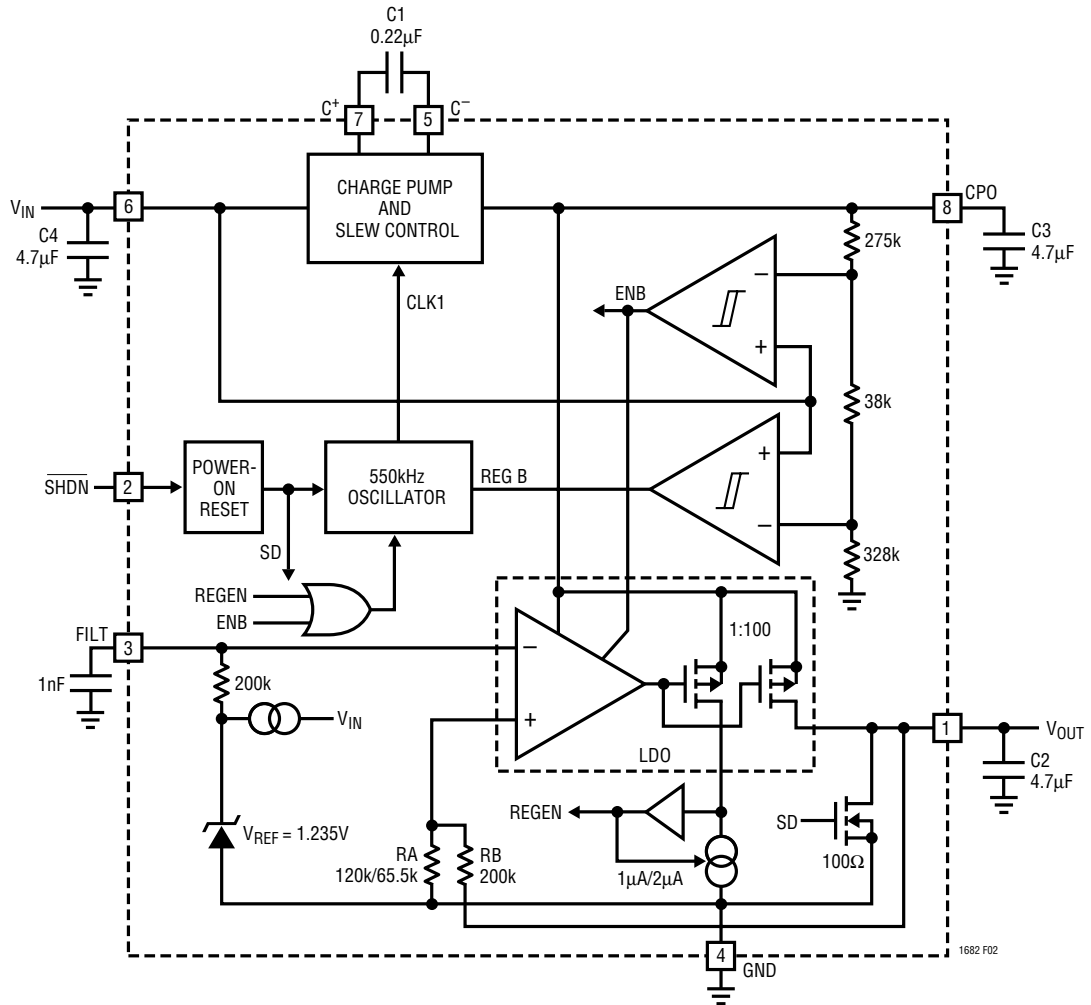 C1
0.22µF
C+
7
5
C−
CHARGE PUMP
AND
SLEW CONTROL
VIN
6
C4
4.7µF
8
CPO
C3
4.7µF
275k
−
ENB
+
CLK1
38k
SHDN
2
POWER-
ON
RESET
550kHz
OSCILLATOR
REG B
+
−
328k
SD
REGEN
ENB
FILT
3
1nF
200k
VIN
−
+
1:100
LDO
1
VOUT
C2
4.7µF
REGEN
SD
100Ω
VREF = 1.235V
RA
120k/65.5k
RB
200k
1µA/2µA
4
GND
1682 F02